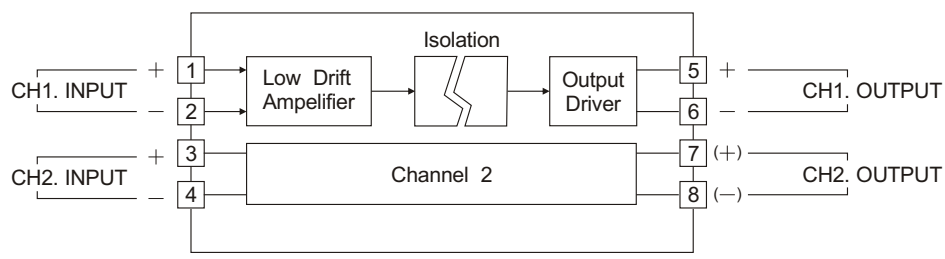 Isolation
CH1. INPUT
+
1
−
2
Low Drift
Ampelifier
Output
Driver
5
+
6
−
CH1. OUTPUT
CH2. INPUT
+
3
−
4
Channel 2
7
(+)
8
(−)
CH2. OUTPUT